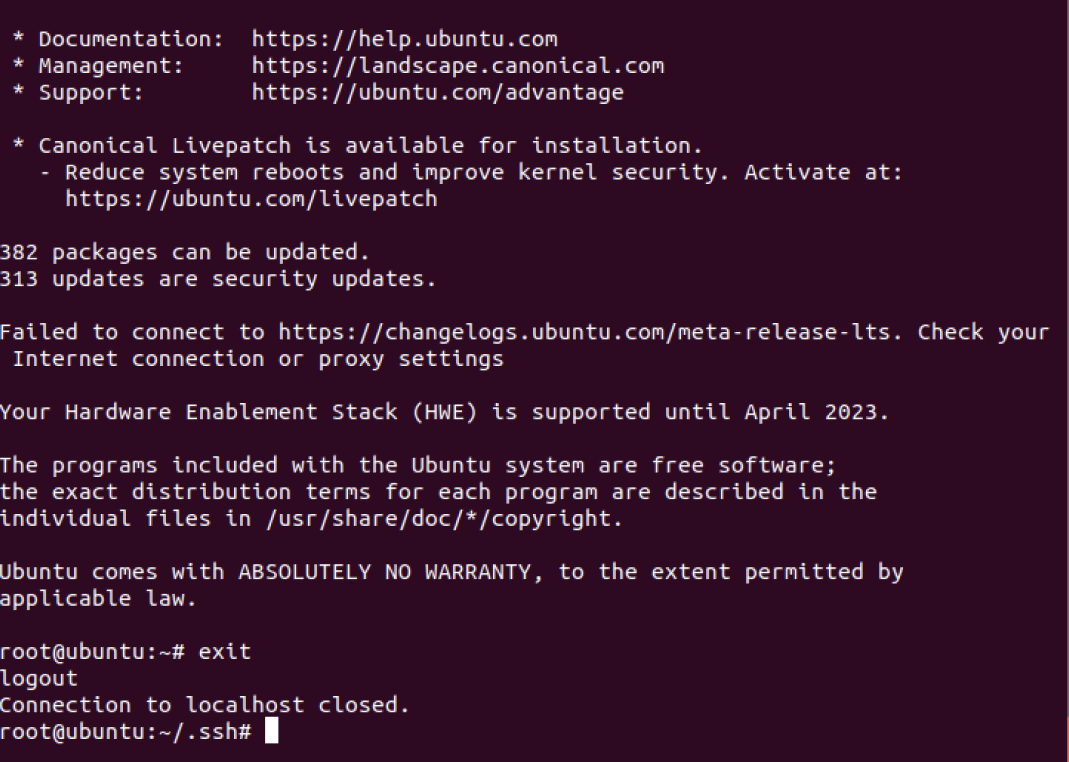 * Documentation:  https://help.ubuntu.com
* Management:     https://landscape.canonical.com
* Support:        https://ubuntu.com/advantage
* Canonical Livepatch is available for installation.
- Reduce system reboots and improve kernel security. Activate at:
https://ubuntu.com/livepatch
382 packages can be updated.
313 updates are security updates.
Failed to connect to https://changelogs.ubuntu.com/meta-release-lts. Check your
Internet connection or proxy settings
Your Hardware Enablement Stack (HWE) is supported until April 2023.
The programs included with the Ubuntu system are free software;
the exact distribution terms for each program are described in the
individual files in /usr/share/doc/*/copyright.
Ubuntu comes with ABSOLUTELY NO WARRANTY, to the extent permitted by
applicable law.
root@ubuntu:~# exit
logout
Connection to localhost closed.
root@ubuntu:~/.ssh#